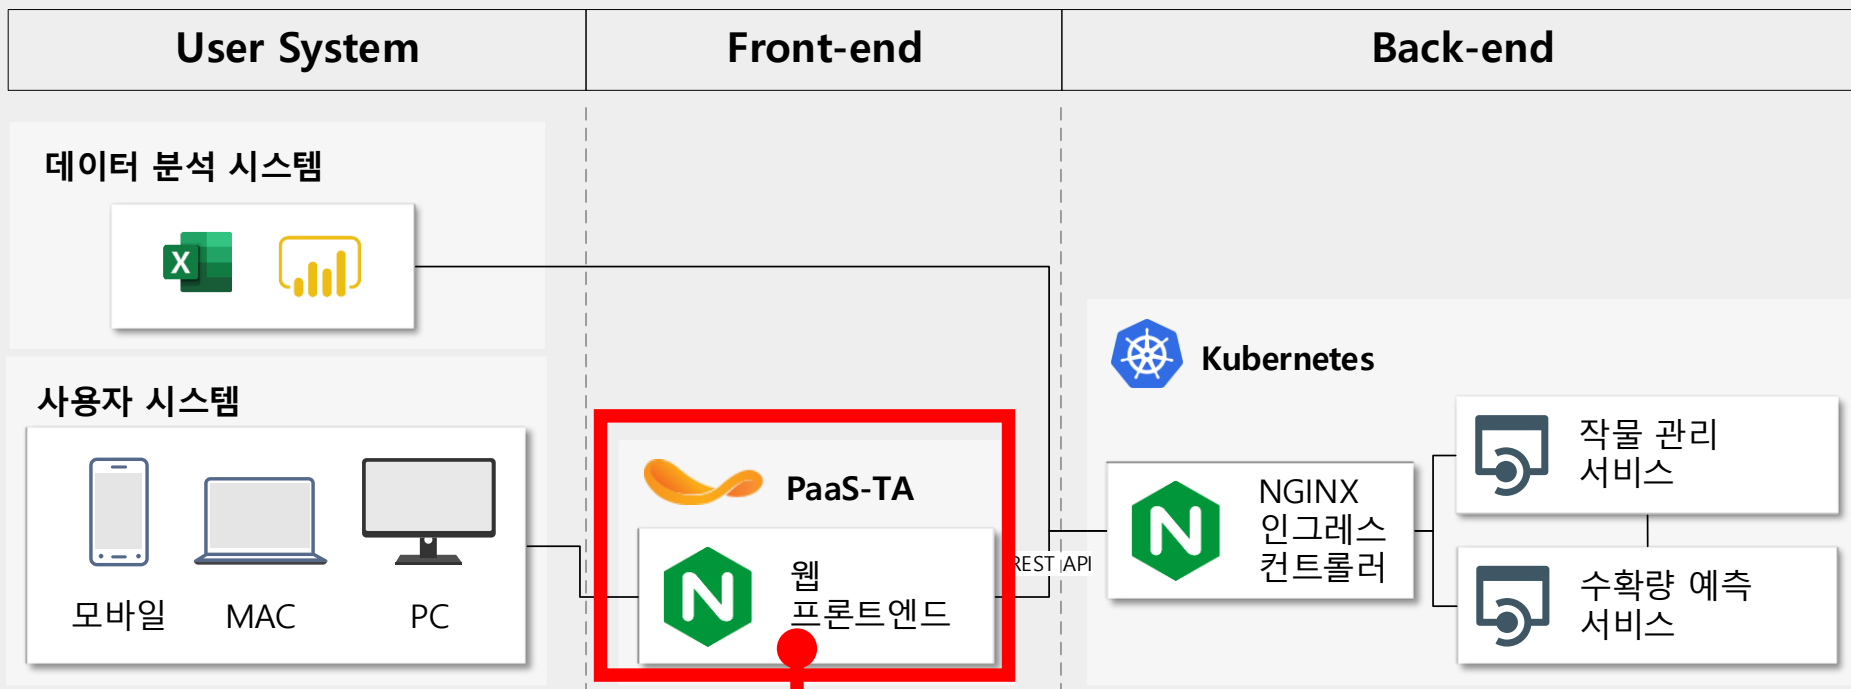 User System
Front-end
Back-end
데이터 분석 시스템
X
사용자 시스템
모바일
MAC
PC
PaaS-TA
N
웹
프론트엔드
REST API
Kubernetes
N
NGINX
인그레스
컨트롤러
작물 관리
서비스
수확량 예측
서비스